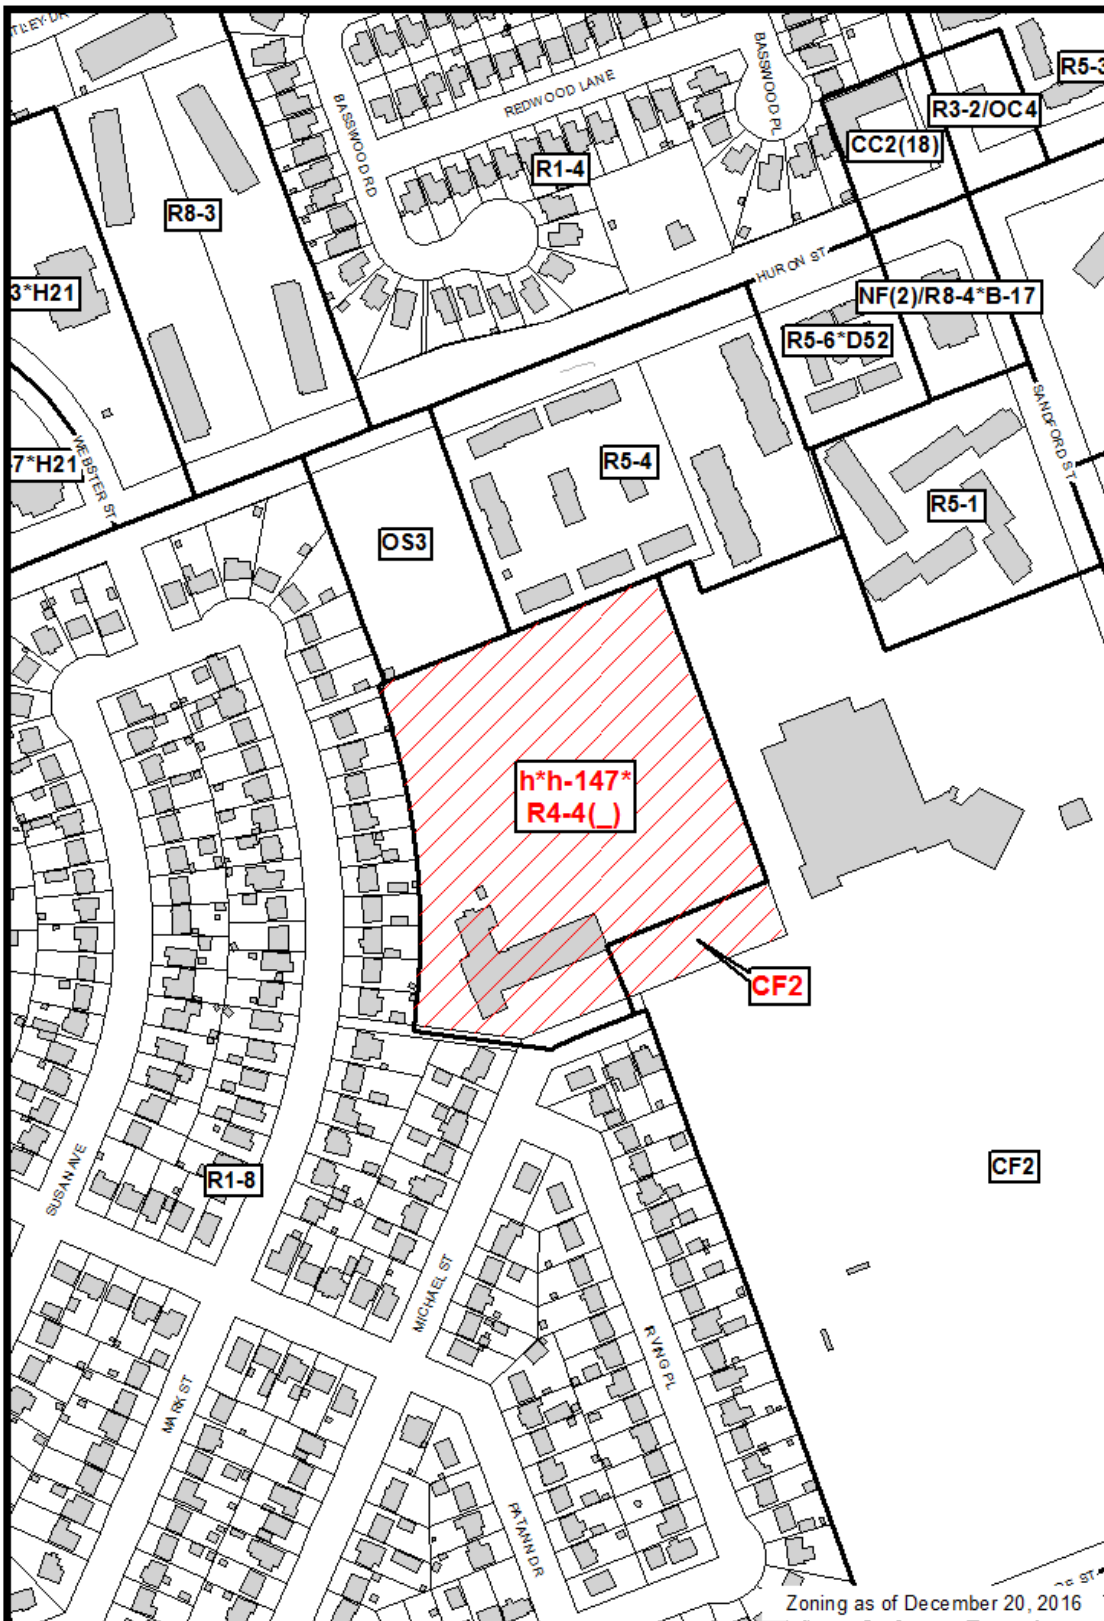 BASSWOOD RD
REDWOOD LANE
BASSWOOD PL
R5-3
R3-2/OC4
CC2(18)
R1-4
R8-3
HURON ST
3*H21
NF(2)/R8-4*B-17
R5-6*D52
SANDFORD ST
-7*H21
WEBSTER ST
R5-4
R5-1
OS3
h*h-147*
R4-4(_)
CF2
CF2
R1-8
SUSAN AVE
MICHAEL ST
IRVING PL
MARK ST
PATANN DR
Zoning as of December 20, 2016